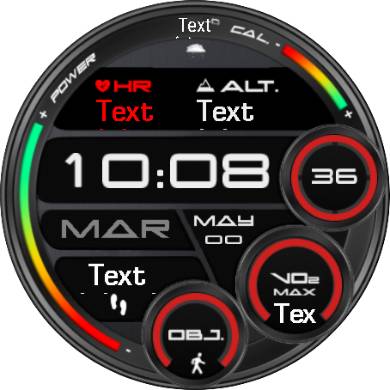 Text°
POWER
CAL
HR ALT.
Text Text
10:08 36
MAR MAY
00
Text
VO2
MAX
Tex
OBJ.